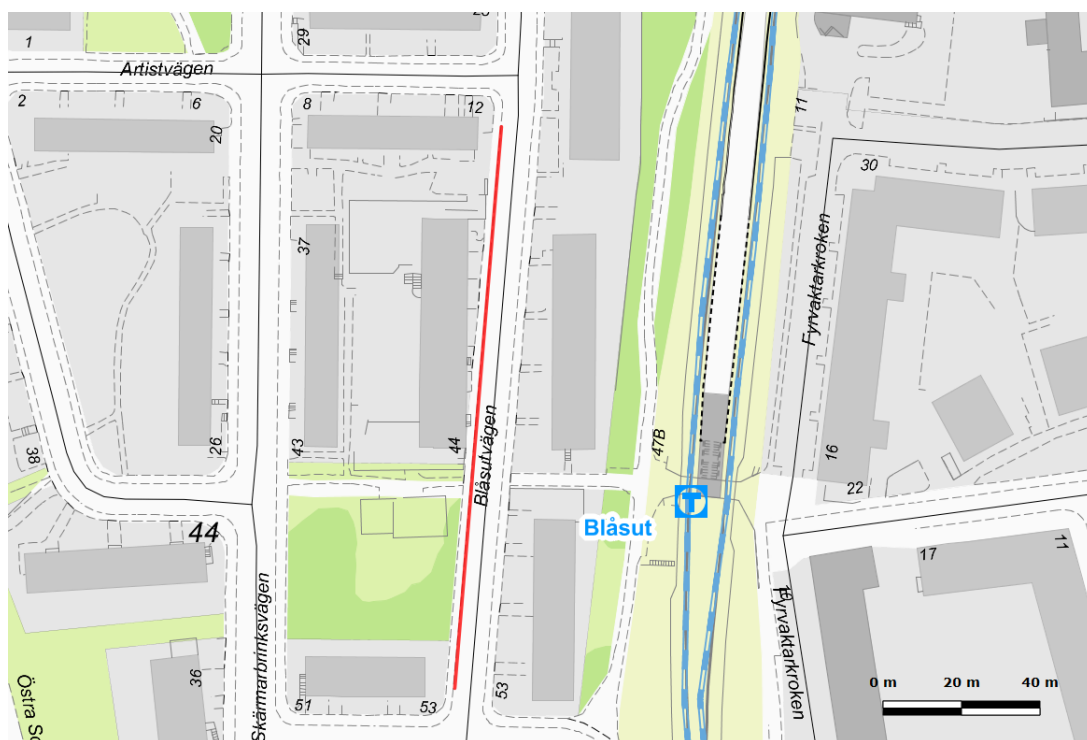 1
29
Artistvägen
2
6
20
8
12
11
30
37
Fyrvaktarkroken
43
44
Blåsutvägen
47B
16
22
26
38
44
Blåsut
17
11
Skärmarbrinksvägen
Fyrvaktarkroken
36
Östra
51
53
53
0 m 20 m 40 m